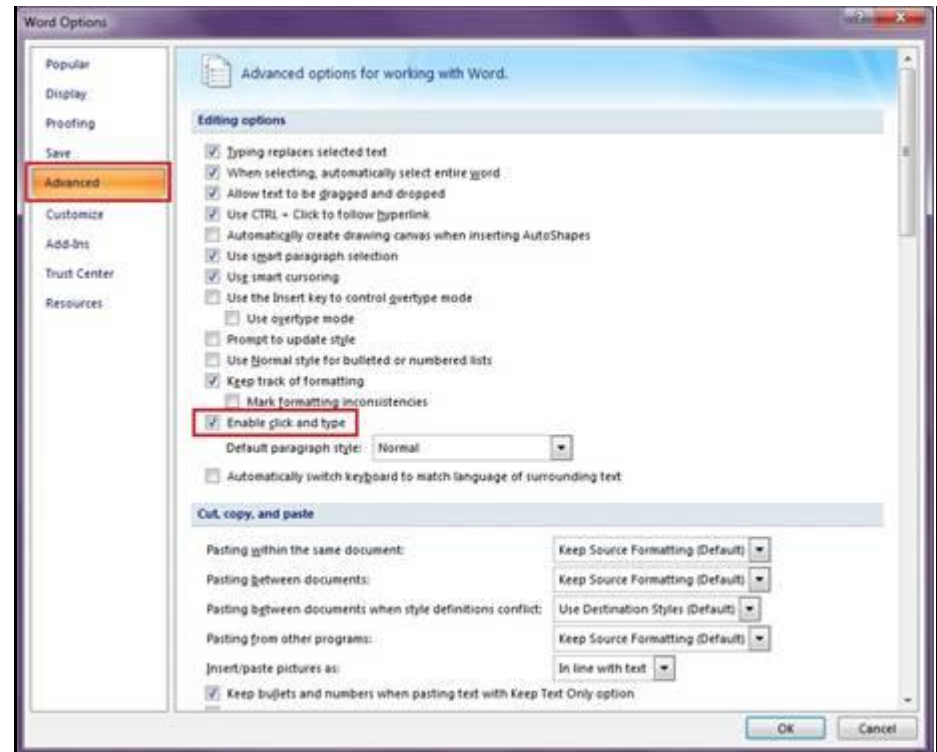 Word Options
Popular
Display
Proofing
Save
Advanced
Customize
Add-Ins
Trust Center
Resources
Advanced options for working with Word.
Editing options
Typing replaces selected text
When selecting, automatically select entire word
Allow text to be dragged and dropped
Use CTRL + Click to follow hyperlink
Automatically create drawing canvas when inserting AutoShapes
Use smart paragraph selection
Use smart cursoring
Use the Insert key to control overtype mode
Use overtype mode
Prompt to update style
Use Normal style for bulleted or numbered lists
Keep track of formatting
Mark formatting inconsistencies
Enable click and type
Default paragraph style: Normal
Automatically switch keyboard to match language of surrounding text
Cut, copy, and paste
Pasting within the same document: Keep Source Formatting (Default)
Pasting between documents: Keep Source Formatting (Default)
Pasting between documents when style definitions conflict: Use Destination Styles (Default)
Pasting from other programs: Keep Source Formatting (Default)
Insert/paste pictures as: In line with text
Keep bullets and numbers when pasting text with Keep Text Only option
OK Cancel